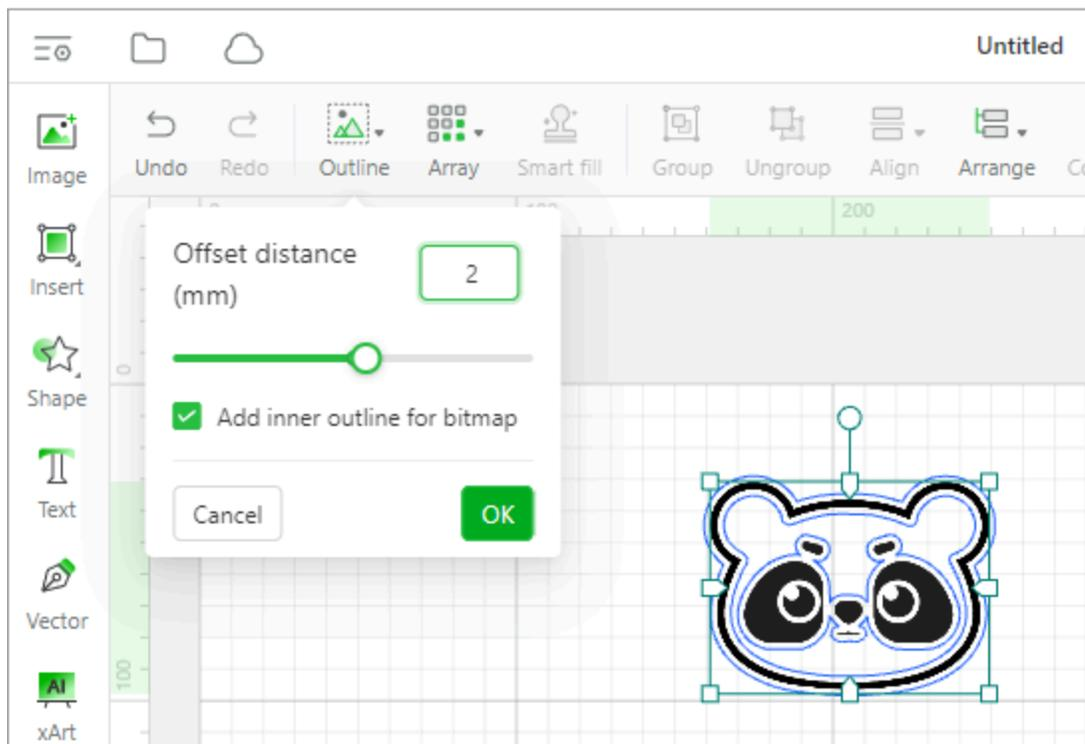 Untitled
Undo Redo Outline Array Smart fill Group Ungroup Align Arrange
0 100 200
Image
Insert
Shape
Text
Vector
AI
xArt
Offset distance
(mm)
2
Add inner outline for bitmap
Cancel OK
0
100